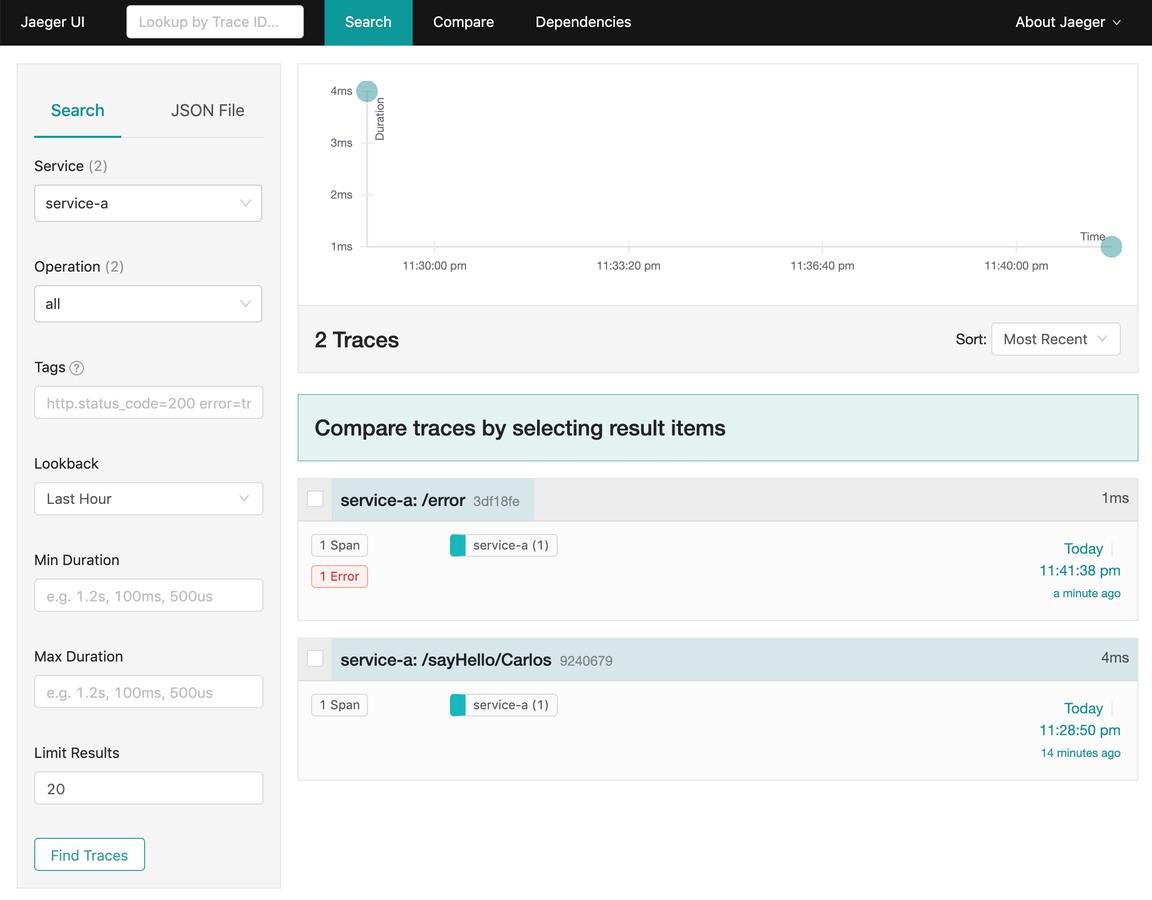 Jaeger UI Lookup by Trace ID... Search Compare Dependencies About Jaeger
Search JSON File
Service (2)
service-a
Operation (2)
all
Tags ?
http.status_code=200 error=tr
Lookback
Last Hour
Min Duration
e.g. 1.2s, 100ms, 500us
Max Duration
e.g. 1.2s, 100ms, 500us
Limit Results
20
Find Traces
4ms
3ms
2ms
1ms
Duration
Time
11:30:00 pm 11:33:20 pm 11:36:40 pm 11:40:00 pm
2 Traces Sort: Most Recent
Compare traces by selecting result items
service-a: /error 3df18fe 1ms
1 Span service-a (1) Today
1 Error 11:41:38 pm
a minute ago
service-a: /sayHello/Carlos 9240679 4ms
1 Span service-a (1) Today
11:28:50 pm
14 minutes ago